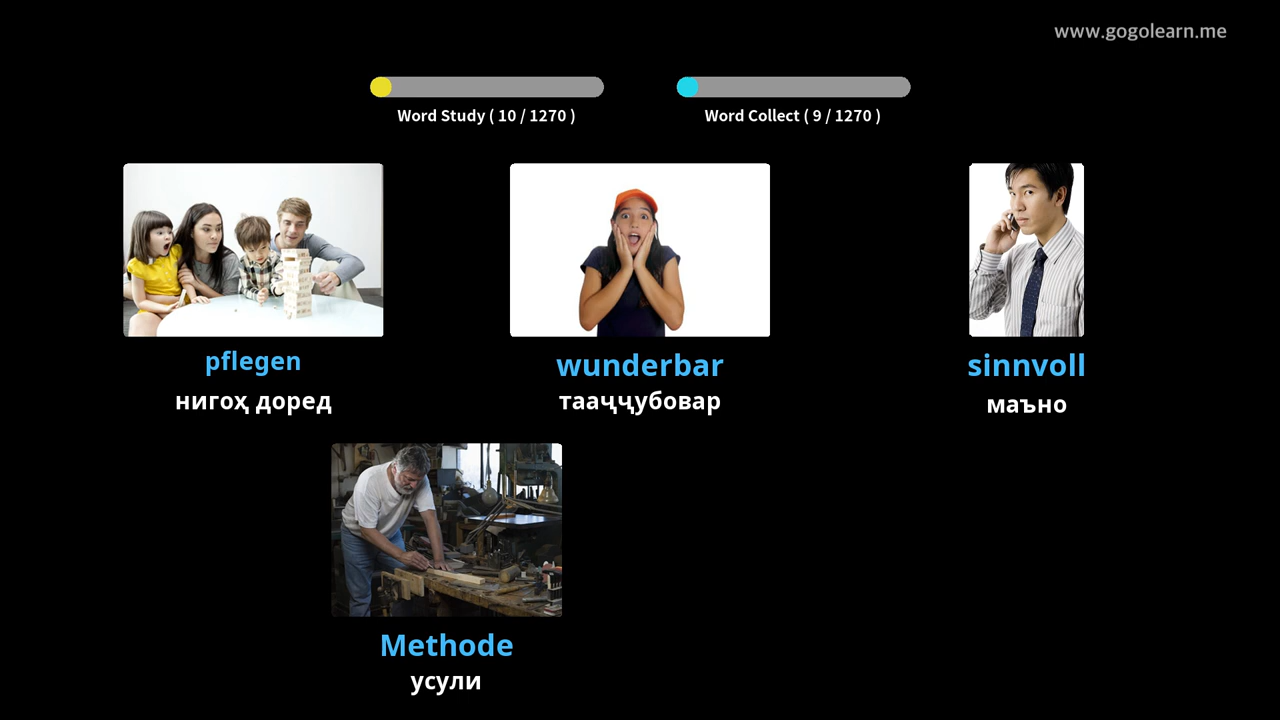 www.gogolearn.me
Word Study ( 10 / 1270 )
Word Collect ( 9 / 1270 )
pflegen
нигоҳ доред
wunderbar
тааҷҷубовар
sinnvoll
маъно
Methode
усули